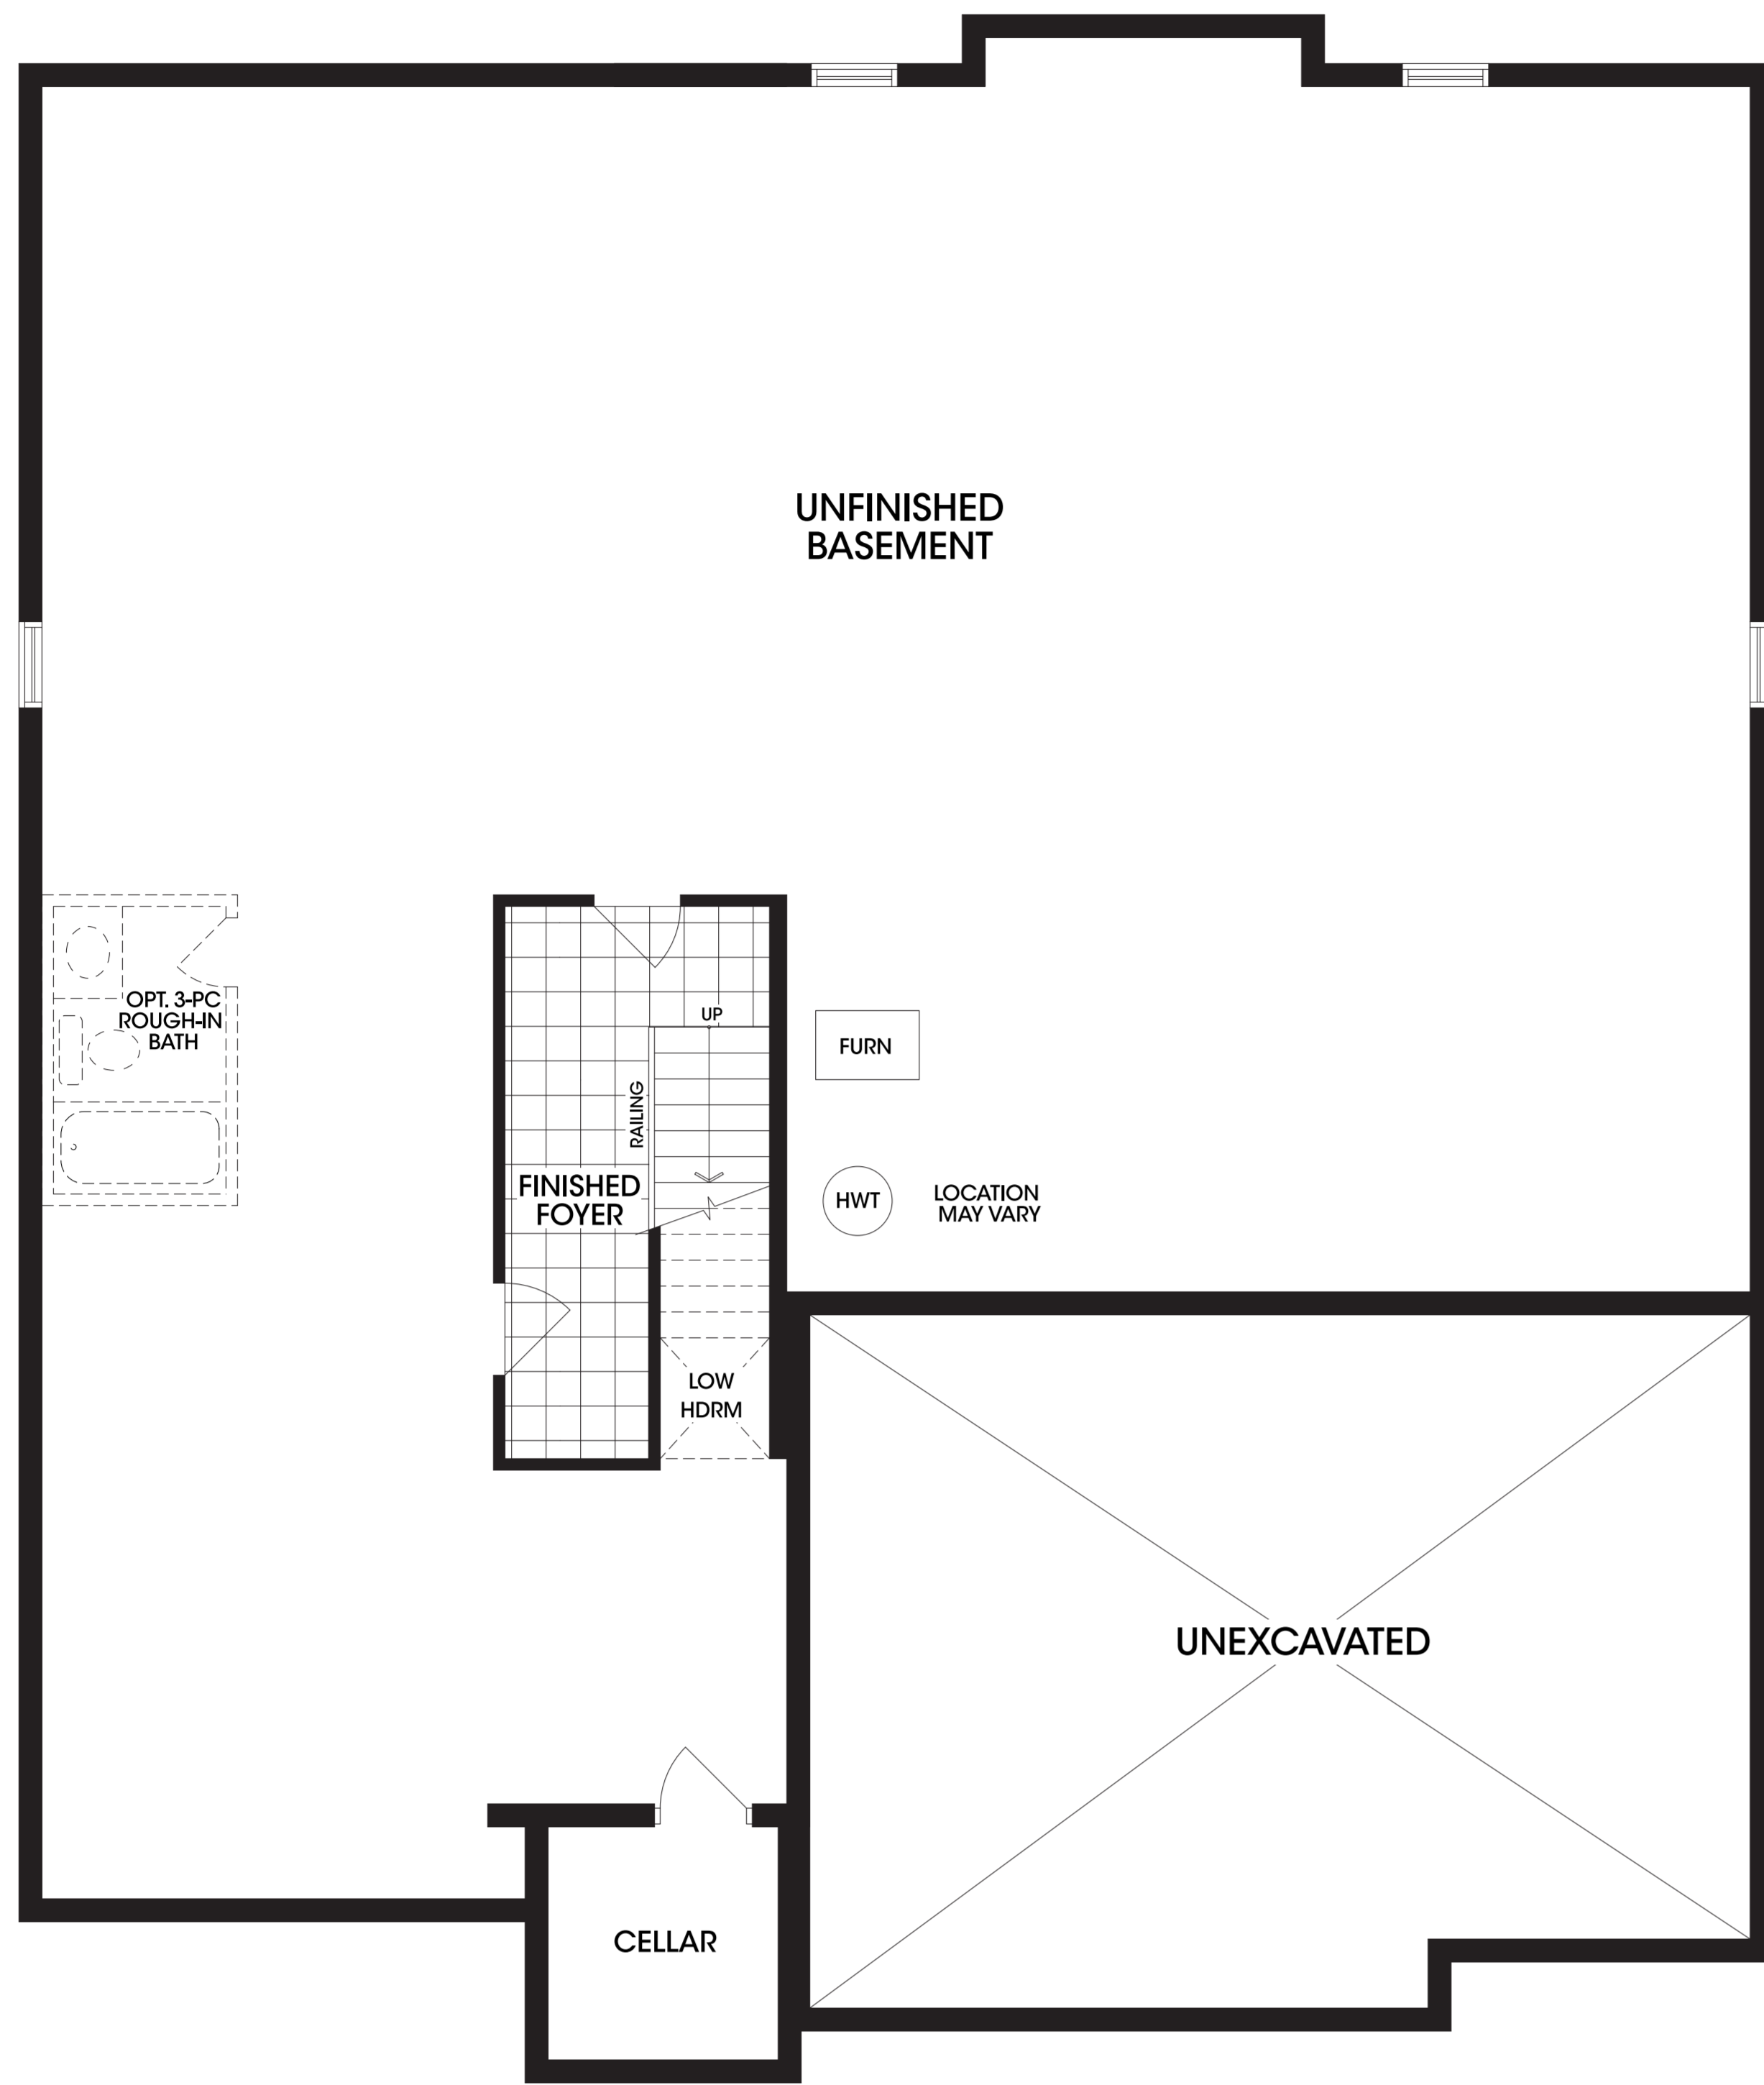 UNFINISHED
BASEMENT
OPT. 3-PC
ROUGH-IN
BATH
UP
RAILING
FINISHED
FOYER
FURN
HWT
LOCATION
MAY VARY
LOW
HDRM
UNEXCAVATED
CELLAR